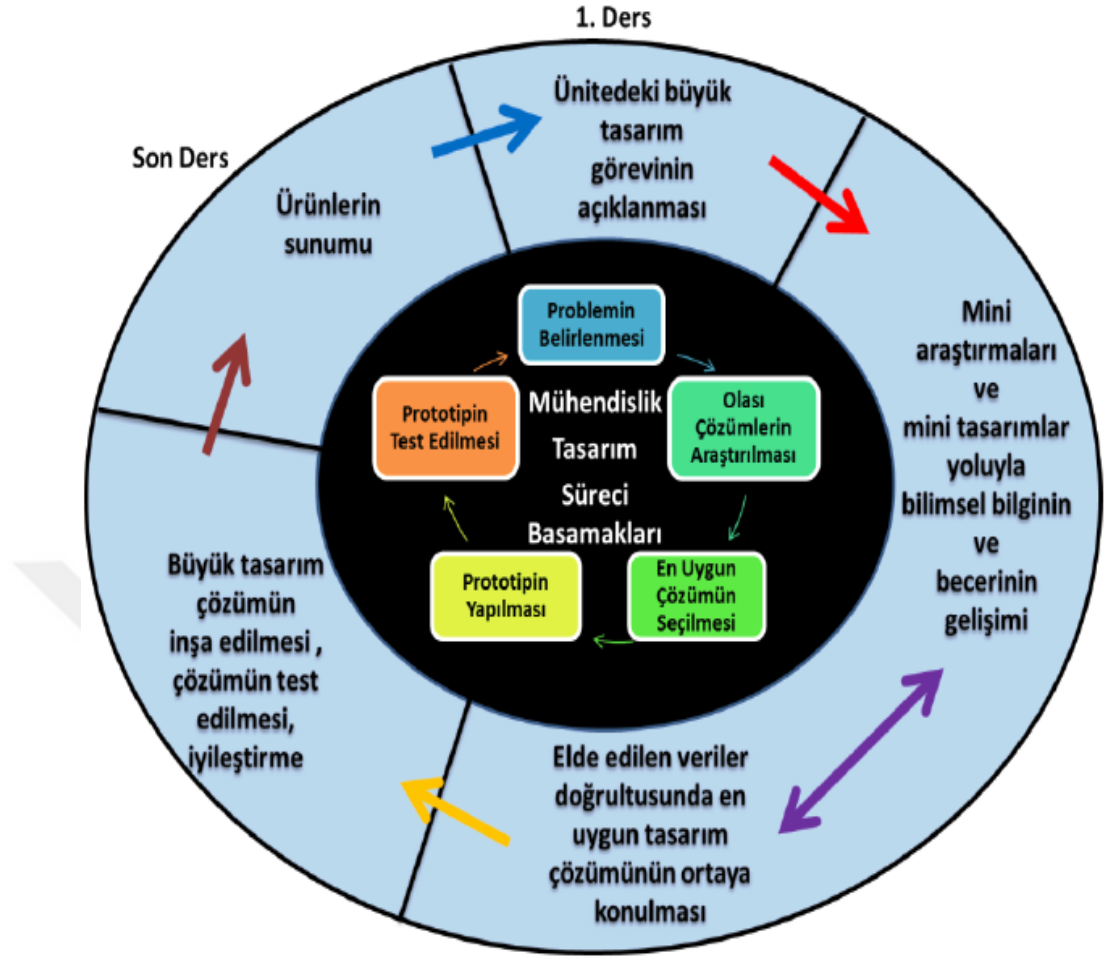 1. Ders
Ünitedeki büyük
tasarım
görevinin
açıklanması
Son Ders
Ürünlerin
sunumu
Mini
araştırmaları
ve
mini tasarımlar
yoluyla
bilimsel bilginin
ve
becerinin
gelişimi
Elde edilen veriler
doğrultusunda en
uygun tasarım
çözümünün ortaya
konulması
Büyük tasarım
çözümün
inşa edilmesi ,
çözümün test
edilmesi,
iyileştirme
Mühendislik
Tasarım
Süreci
Basamakları
Problemin
Belirlenmesi
Olası
Çözümlerin
Araştırılması
En Uygun
Çözümün
Seçilmesi
Prototipin
Yapılması
Prototipin
Test Edilmesi